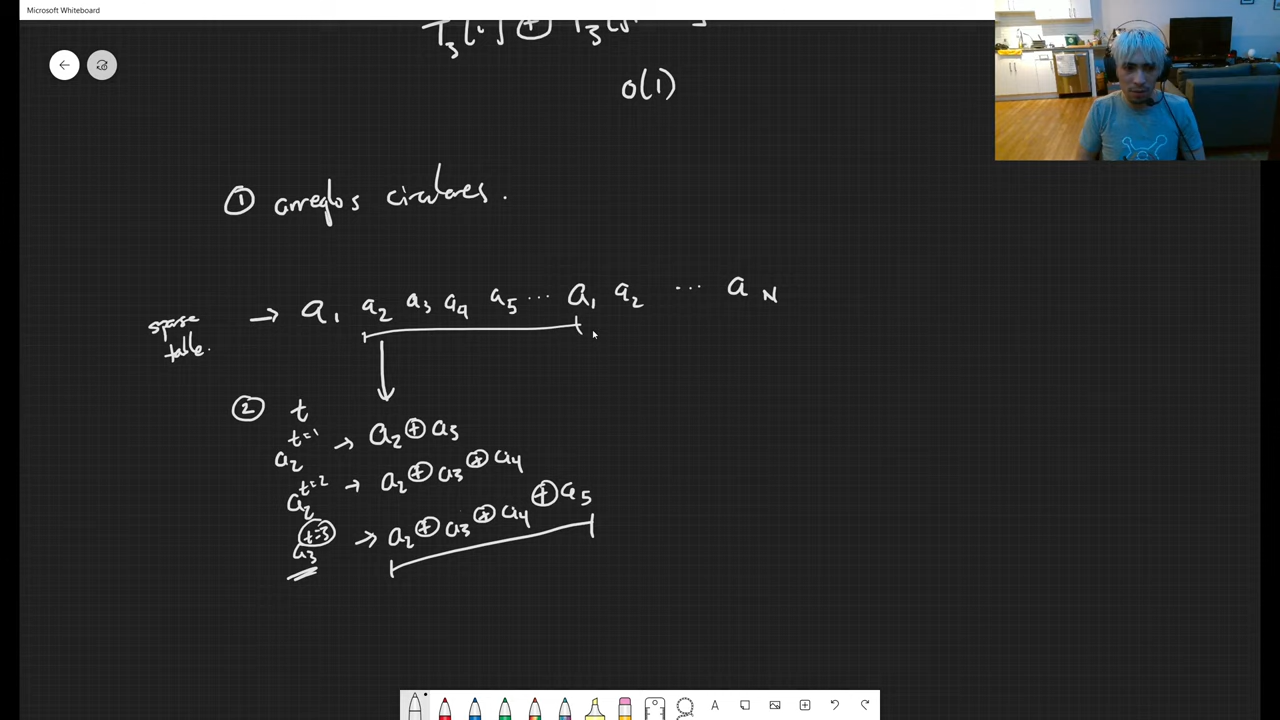 Microsoft Whiteboard
O(1)
① arreglos circulares.
sparse table. → a₁ a₂ a₃ a₄ a₅ ... a₁ a₂ ... a N
② t
a₂ t=1 → a₂ ⊕ a₃
a₂ t=2 → a₂ ⊕ a₃ ⊕ a₄
a₃ t=3 → a₂ ⊕ a₃ ⊕ a₄ ⊕ a₅
A